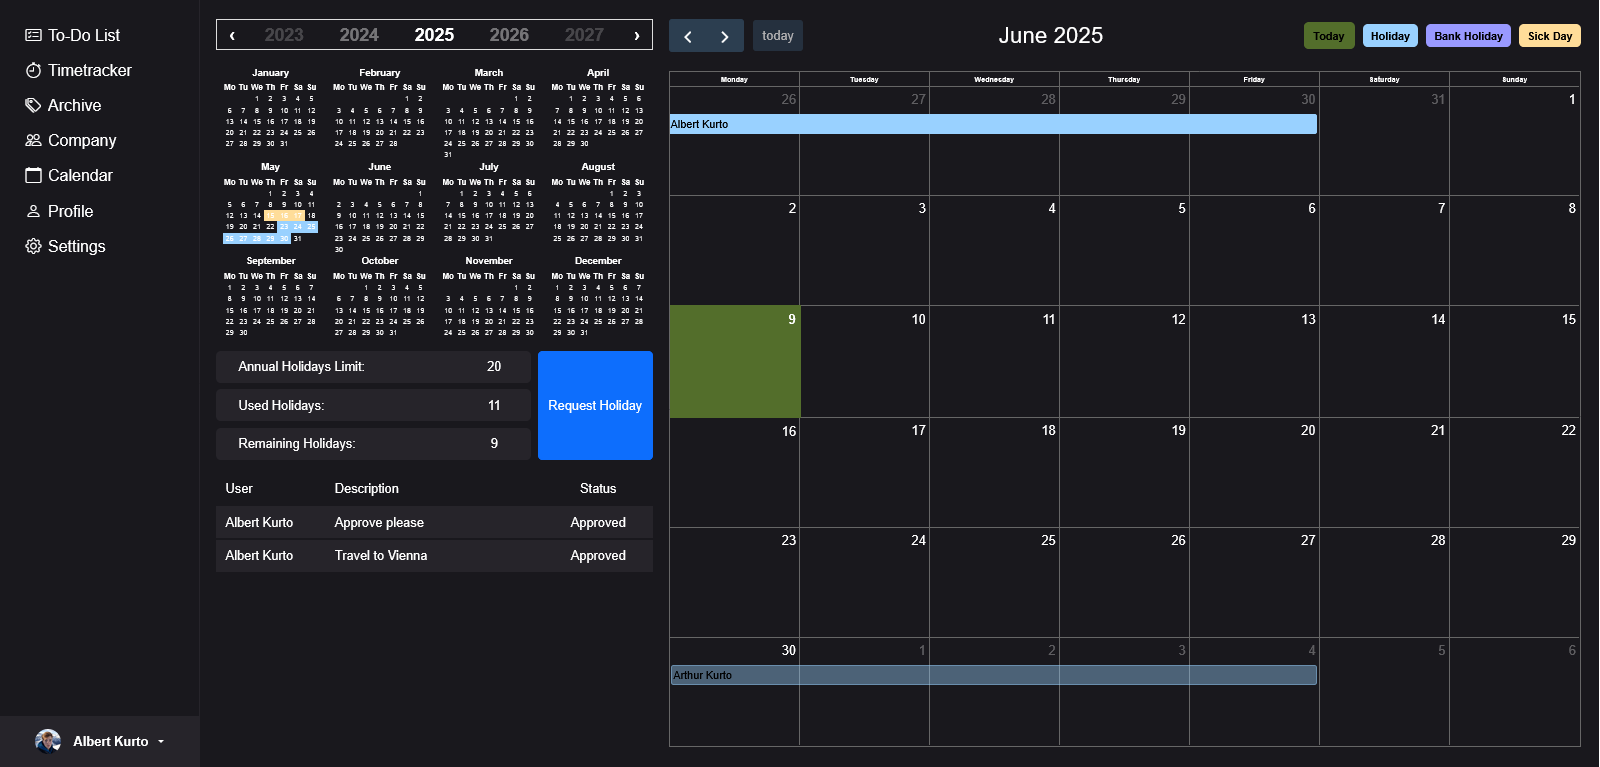 To-Do List
Timetracker
Archive
Company
Calendar
Profile
Settings
Albert Kurto
‹ 2023 2024 2025 2026 2027 ›
January February March April
Mo Tu We Th Fr Sa Su Mo Tu We Th Fr Sa Su Mo Tu We Th Fr Sa Su Mo Tu We Th Fr Sa Su
1 2 3 4 5 1 2 1 2 1 2 3 4 5 6
6 7 8 9 10 11 12 3 4 5 6 7 8 9 3 4 5 6 7 8 9 7 8 9 10 11 12 13
13 14 15 16 17 18 19 10 11 12 13 14 15 16 10 11 12 13 14 15 16 14 15 16 17 18 19 20
20 21 22 23 24 25 26 17 18 19 20 21 22 23 17 18 19 20 21 22 23 21 22 23 24 25 26 27
27 28 29 30 31 24 25 26 27 28 24 25 26 27 28 29 30 28 29 30
31
May June July August
Mo Tu We Th Fr Sa Su Mo Tu We Th Fr Sa Su Mo Tu We Th Fr Sa Su Mo Tu We Th Fr Sa Su
1 2 3 4 1 1 2 3 4 5 6 1 2 3
5 6 7 8 9 10 11 2 3 4 5 6 7 8 7 8 9 10 11 12 13 4 5 6 7 8 9 10
12 13 14 15 16 17 18 9 10 11 12 13 14 15 14 15 16 17 18 19 20 11 12 13 14 15 16 17
19 20 21 22 23 24 25 16 17 18 19 20 21 22 21 22 23 24 25 26 27 18 19 20 21 22 23 24
26 27 28 29 30 31 23 24 25 26 27 28 29 28 29 30 31 25 26 27 28 29 30 31
30
September October November December
Mo Tu We Th Fr Sa Su Mo Tu We Th Fr Sa Su Mo Tu We Th Fr Sa Su Mo Tu We Th Fr Sa Su
1 2 3 4 5 6 7 1 2 3 4 5 1 2 1 2 3 4 5 6 7
8 9 10 11 12 13 14 6 7 8 9 10 11 12 3 4 5 6 7 8 9 8 9 10 11 12 13 14
15 16 17 18 19 20 21 13 14 15 16 17 18 19 10 11 12 13 14 15 16 15 16 17 18 19 20 21
22 23 24 25 26 27 28 20 21 22 23 24 25 26 17 18 19 20 21 22 23 22 23 24 25 26 27 28
29 30 27 28 29 30 31 24 25 26 27 28 29 30 29 30 31
Annual Holidays Limit: 20
Used Holidays: 11
Remaining Holidays: 9
Request Holiday
User Description Status
Albert Kurto Approve please Approved
Albert Kurto Travel to Vienna Approved
today
June 2025
Today Holiday Bank Holiday Sick Day
Monday Tuesday Wednesday Thursday Friday Saturday Sunday
26 27 28 29 30 31 1
Albert Kurto
2 3 4 5 6 7 8
9 10 11 12 13 14 15
16 17 18 19 20 21 22
23 24 25 26 27 28 29
30 1 2 3 4 5 6
Arthur Kurto